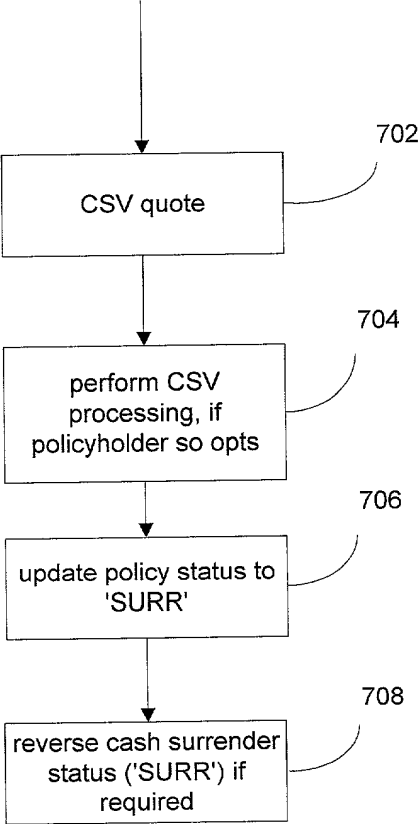 702
CSV quote
704
perform CSV
processing, if
policyholder so opts
706
update policy status to
'SURR'
708
reverse cash surrender
status ('SURR') if
required